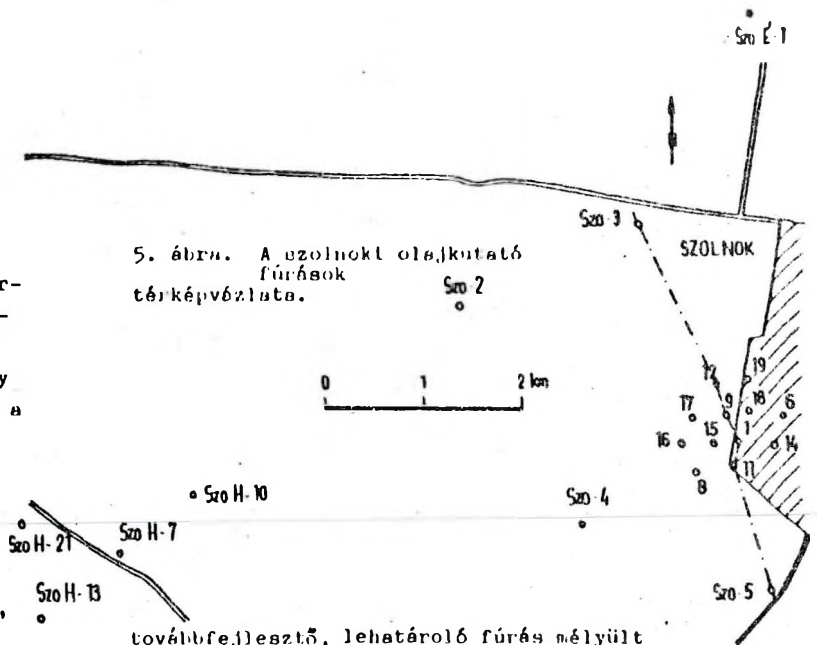 Szo É-1
Szo-3
SZOLNOK
5. ábra. A szolnoki olajkutató
fúrások
térképvázlata.
Szo 2
r-
-
y
a
0 1 2 km
12
19
9
18
6
17
15
1
14
16
11
8
Szo H-10
Szo-4
Szo H-21
Szo H-7
Szo H-13
Szo-5
,
továbbfejlesztő, lehatároló fúrás mélyült